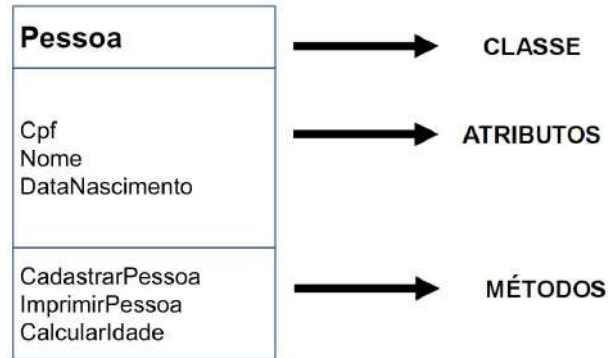 Pessoa
CLASSE
Cpf
Nome
DataNascimento
ATRIBUTOS
CadastrarPessoa
ImprimirPessoa
CalcularIdade
MÉTODOS